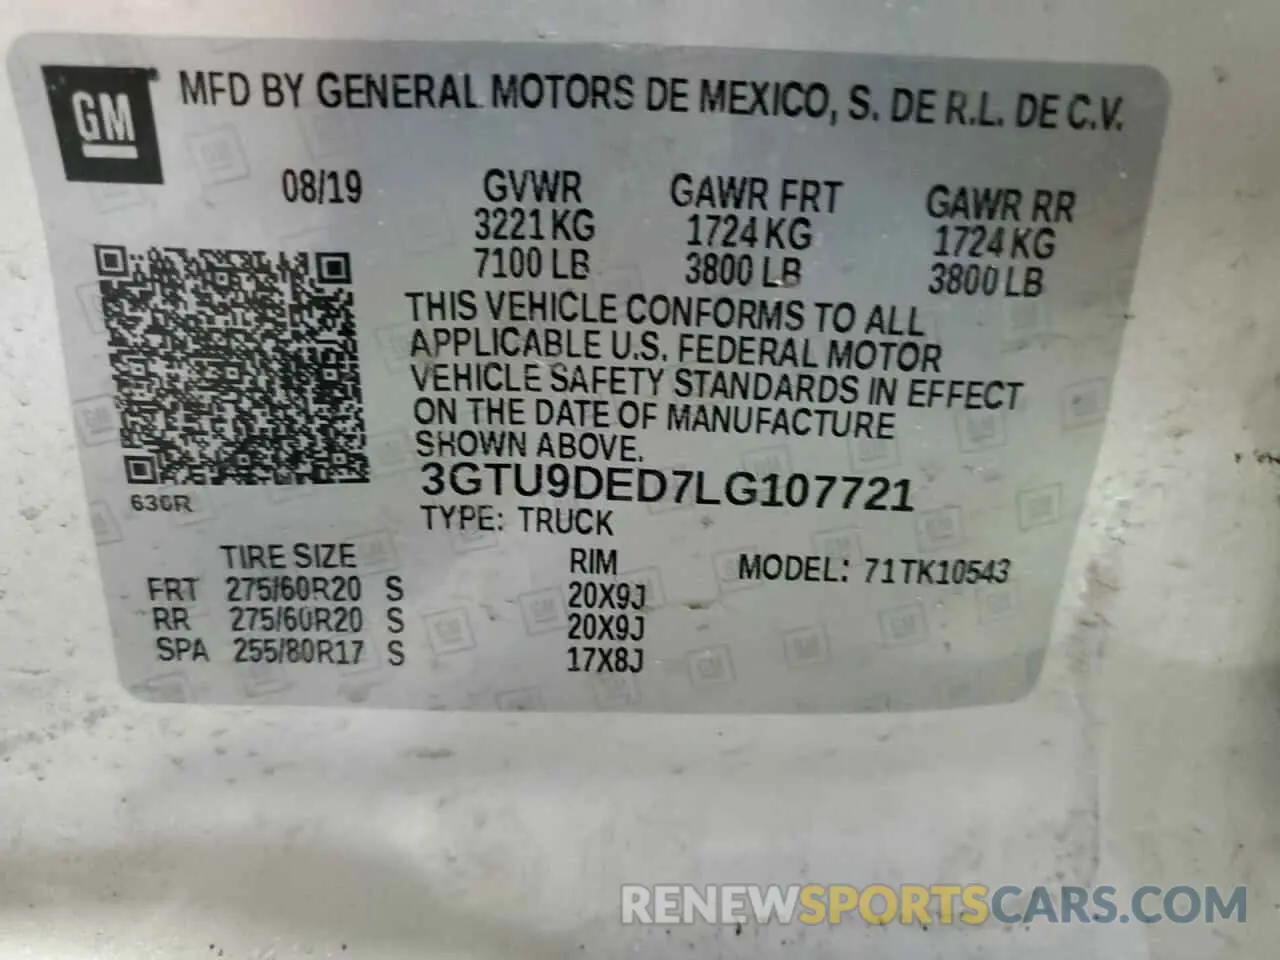 GM
MFD BY GENERAL MOTORS DE MEXICO, S. DE R.L. DE C.V.
08/19
GVWR
3221 KG
7100 LB
GAWR FRT
1724 KG
3800 LB
GAWR RR
1724 KG
3800 LB
THIS VEHICLE CONFORMS TO ALL
APPLICABLE U.S. FEDERAL MOTOR
VEHICLE SAFETY STANDARDS IN EFFECT
ON THE DATE OF MANUFACTURE
SHOWN ABOVE.
3GTU9DED7LG107721
TYPE: TRUCK
TIRE SIZE RIM MODEL: 71TK10543
FRT 275/60R20 S 20X9J
RR 275/60R20 S 20X9J
SPA 255/80R17 S 17X8J
RENEWSPORTSCARS.COM